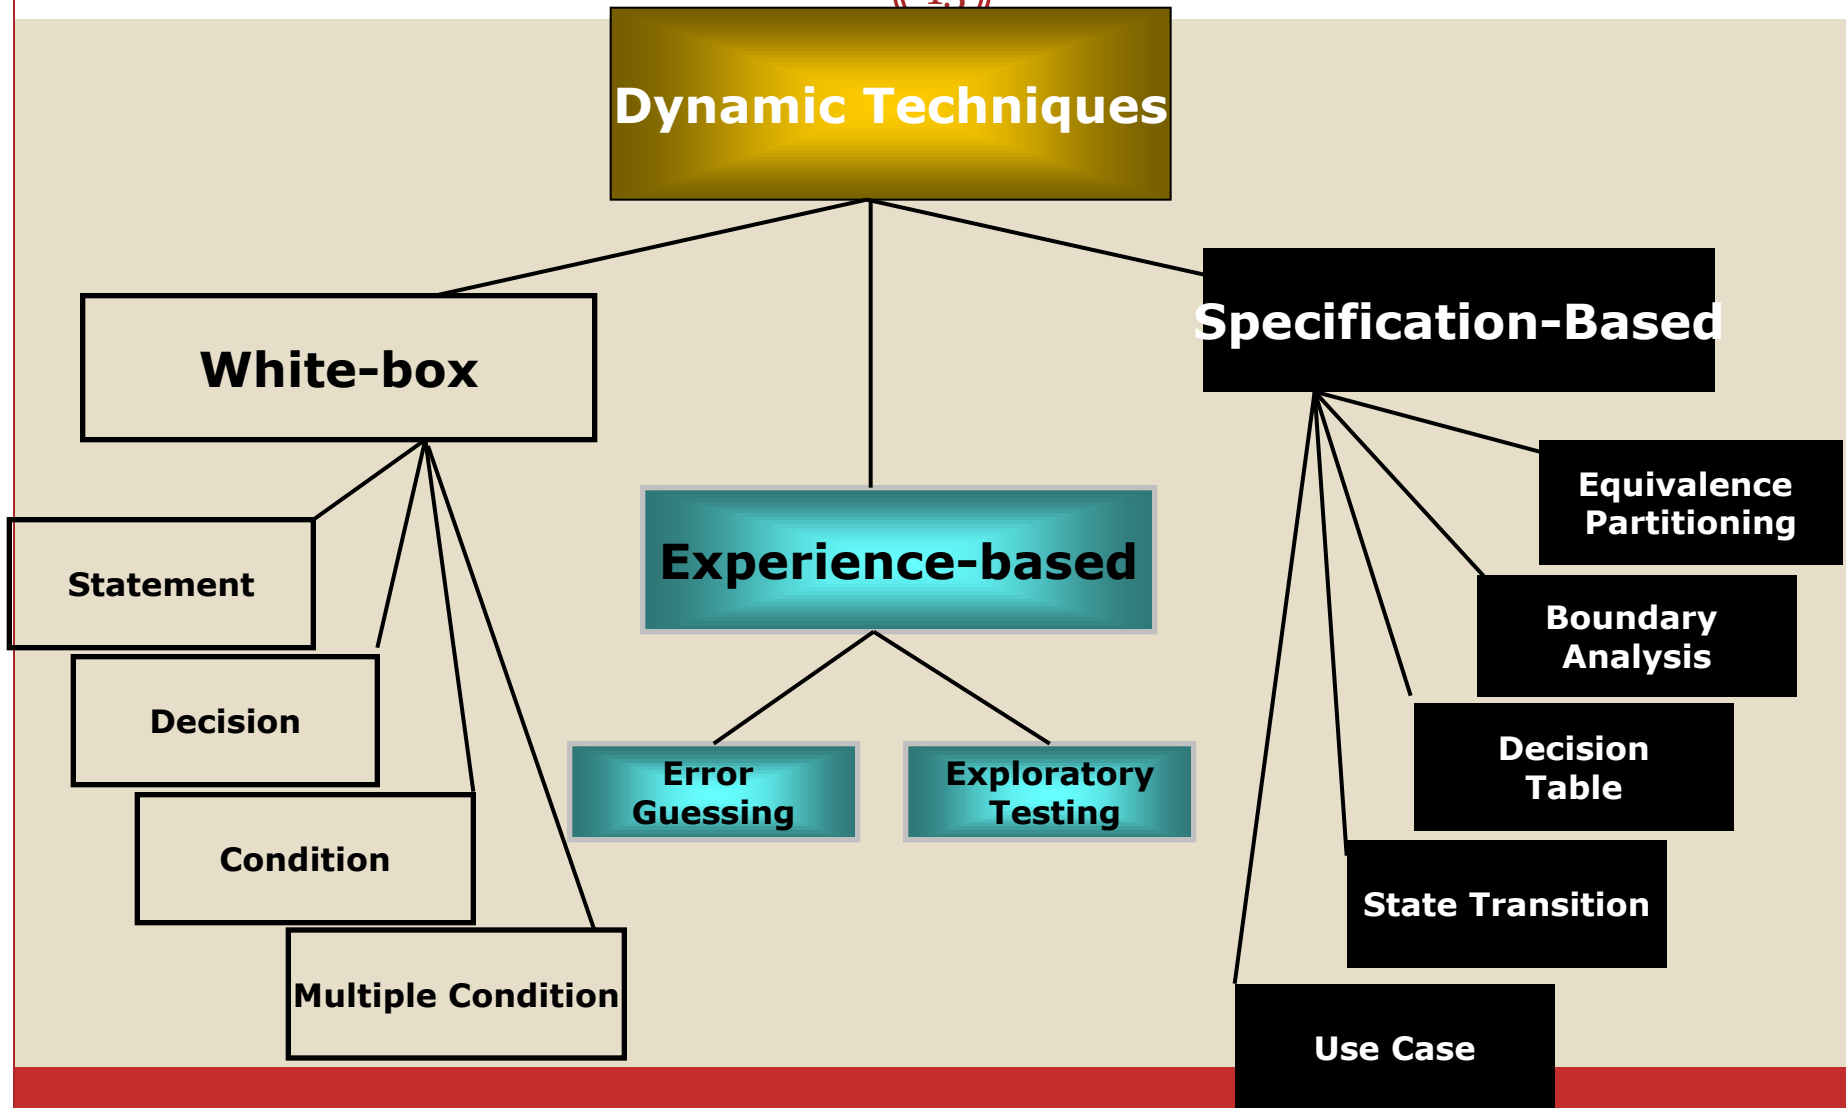 Dynamic Techniques
White-box
Statement
Decision
Condition
Multiple Condition
Experience-based
Error
Guessing
Exploratory
Testing
Specification-Based
Equivalence
Partitioning
Boundary
Analysis
Decision
Table
State Transition
Use Case